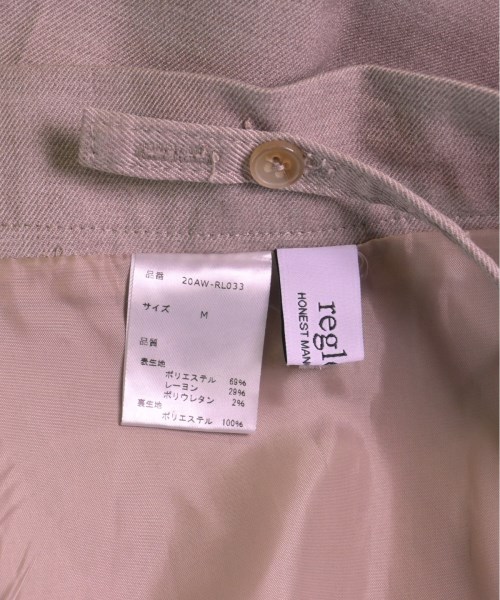 品番 20AW-RL033
サイズ M
品質
表生地
ポリエステル 69%
レーヨン 29%
ポリウレタン 2%
裏生地
ポリエステル 100%
HONEST